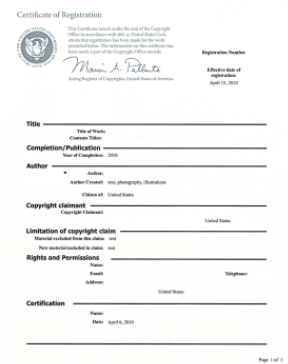 Certificate of Registration
This Certificate issued under the seal of the Copyright
Office in accordance with title 17, United States Code,
attests that registration has been made for the work
identified below. The information on this certificate has
been made a part of the Copyright Office records.
Registration Number
Maria A. Pallante
Effective date of
registration:
April 15, 2010
Acting Register of Copyrights, United States of America
Title
Title of Work:
Contents Titles:
Completion/Publication
Year of Completion: 2010
Author
* Author:
Author Created: text, photography, illustrations
Citizen of: United States
Copyright claimant
Copyright Claimant:
United States
Limitation of copyright claim
Material excluded from this claim: text
New material included in claim: text
Rights and Permissions
Name:
Email: Telephone:
Address:
United States
Certification
Name:
Date: April 6, 2010
Page 1 of 1